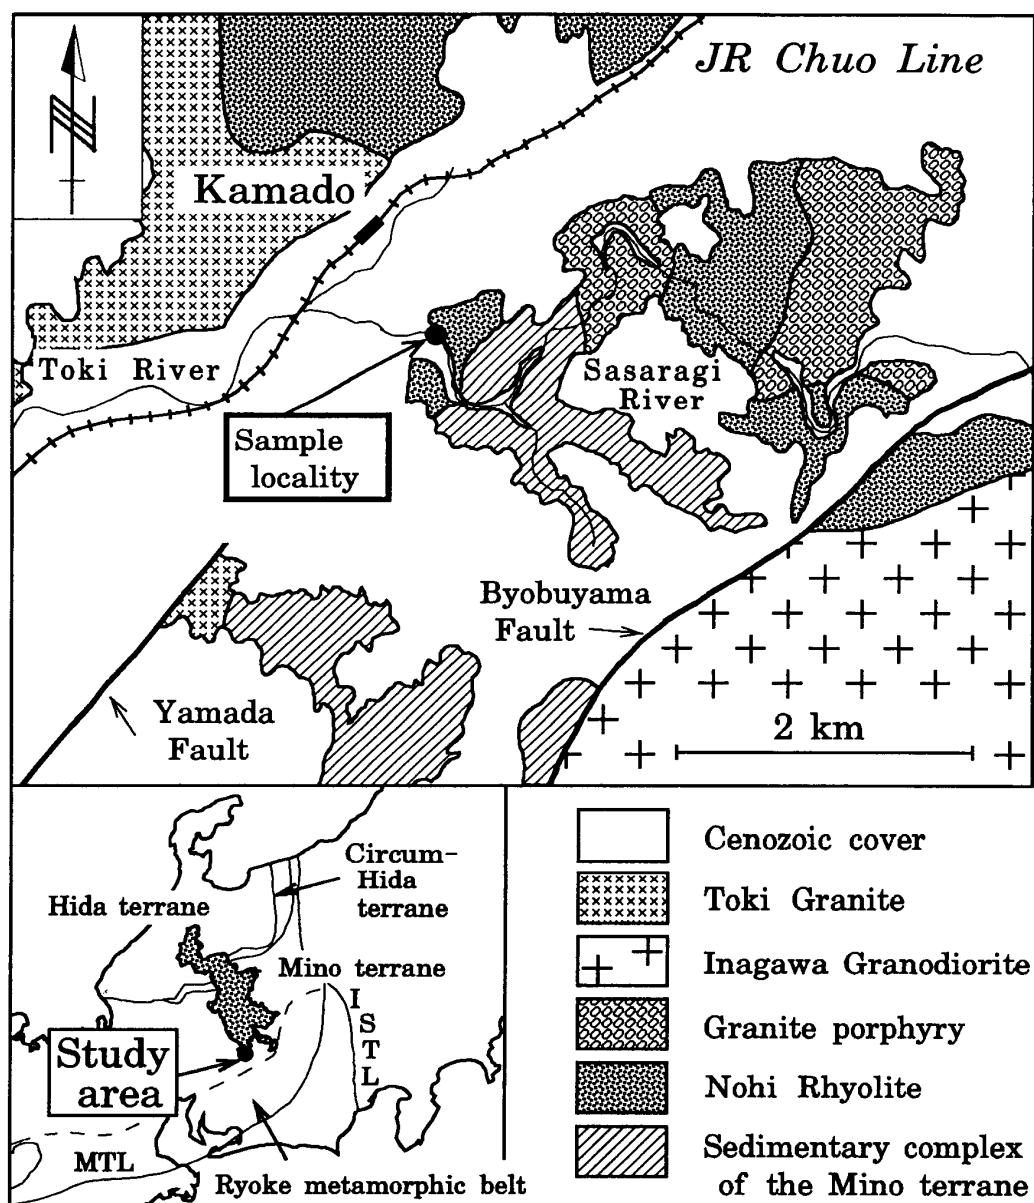 JR Chuo Line
N
Kamado
Toki River
Sasaragi
River
Sample
locality
Byobuyama
Fault
Yamada
Fault
2 km
Circum-
Hida
terrane
Hida terrane
Mino terrane
I
S
T
L
Study
area
MTL
Ryoke metamorphic belt
Cenozoic cover
Toki Granite
Inagawa Granodiorite
Granite porphyry
Nohi Rhyolite
Sedimentary complex
of the Mino terrane